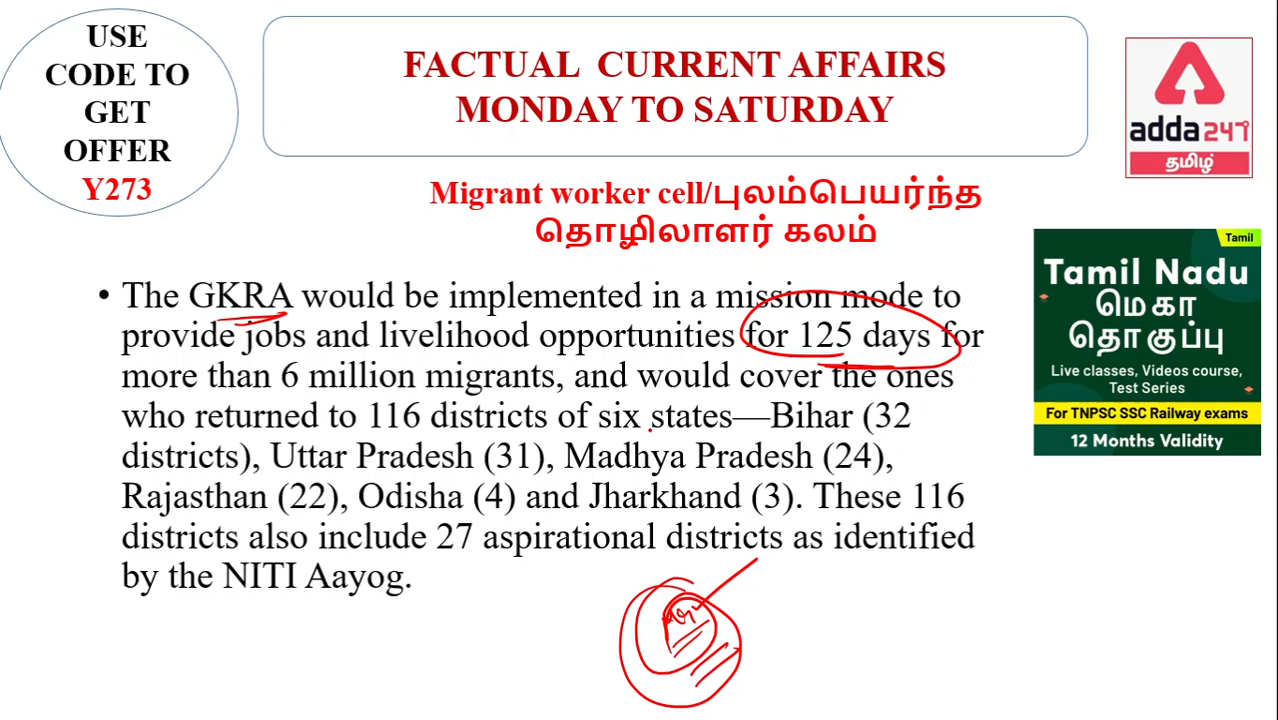 USE
CODE TO
GET
OFFER
Y273
FACTUAL CURRENT AFFAIRS
MONDAY TO SATURDAY
adda247
தமிழ்
Migrant worker cell/புலம்பெயர்ந்த
தொழிலாளர் கலம்
• The GKRA would be implemented in a mission mode to
provide jobs and livelihood opportunities for 125 days for
more than 6 million migrants, and would cover the ones
who returned to 116 districts of six states—Bihar (32
districts), Uttar Pradesh (31), Madhya Pradesh (24),
Rajasthan (22), Odisha (4) and Jharkhand (3). These 116
districts also include 27 aspirational districts as identified
by the NITI Aayog.
Tamil
Tamil Nadu
மெகா
தொகுப்பு
Live classes, Videos course,
Test Series
For TNPSC SSC Railway exams
12 Months Validity